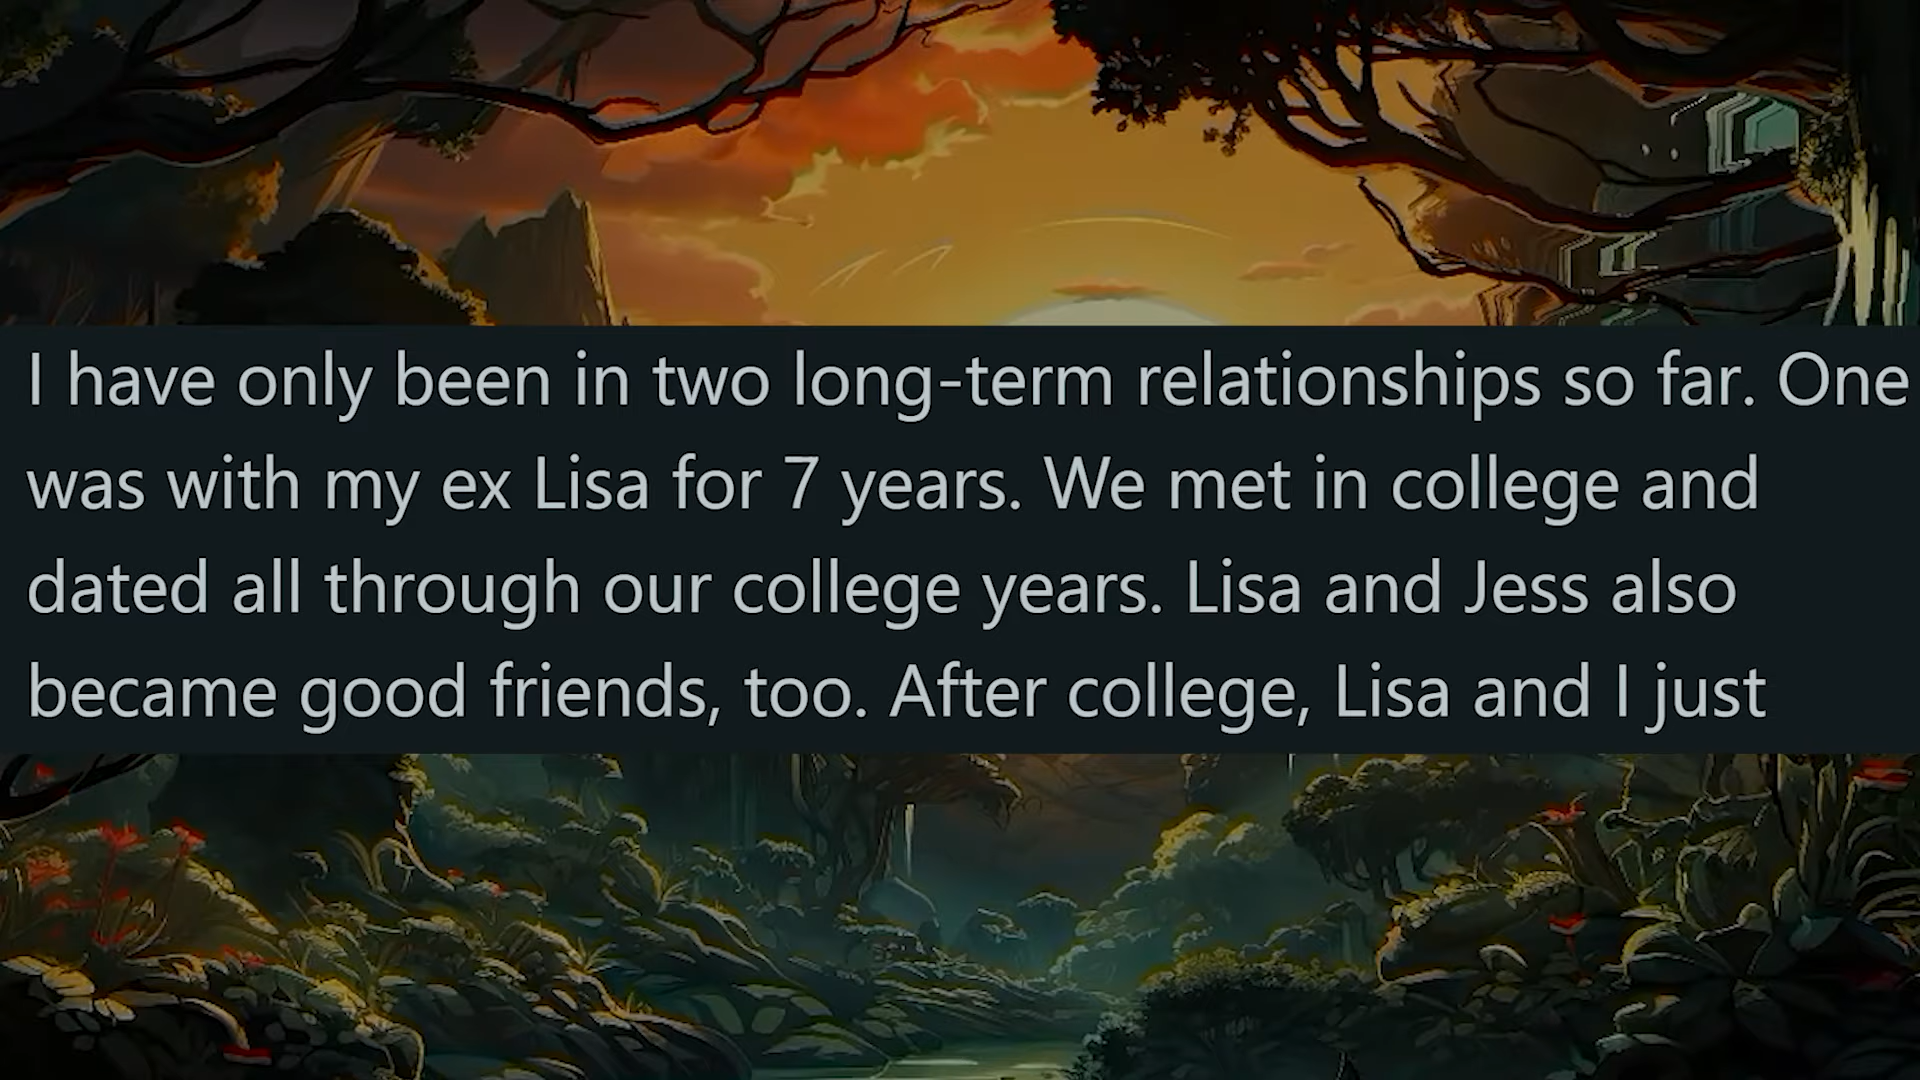 I have only been in two long-term relationships so far. One
was with my ex Lisa for 7 years. We met in college and
dated all through our college years. Lisa and Jess also
became good friends, too. After college, Lisa and I just